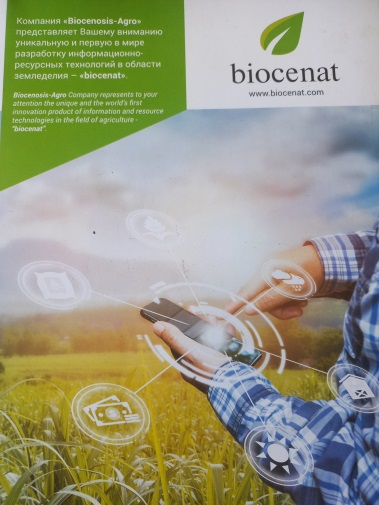 Компания «Biocenosis-Agro»
представляет Вашему вниманию
уникальную и первую в мире
разработку информационно-
ресурсных технологий в области
земледелия – «biocenat».
Biocenosis-Agro Company represents to your
attention the unique and the world's first
innovation product of information and resource
technologies in the field of agriculture -
"biocenat"
biocenat
www.biocenat.com